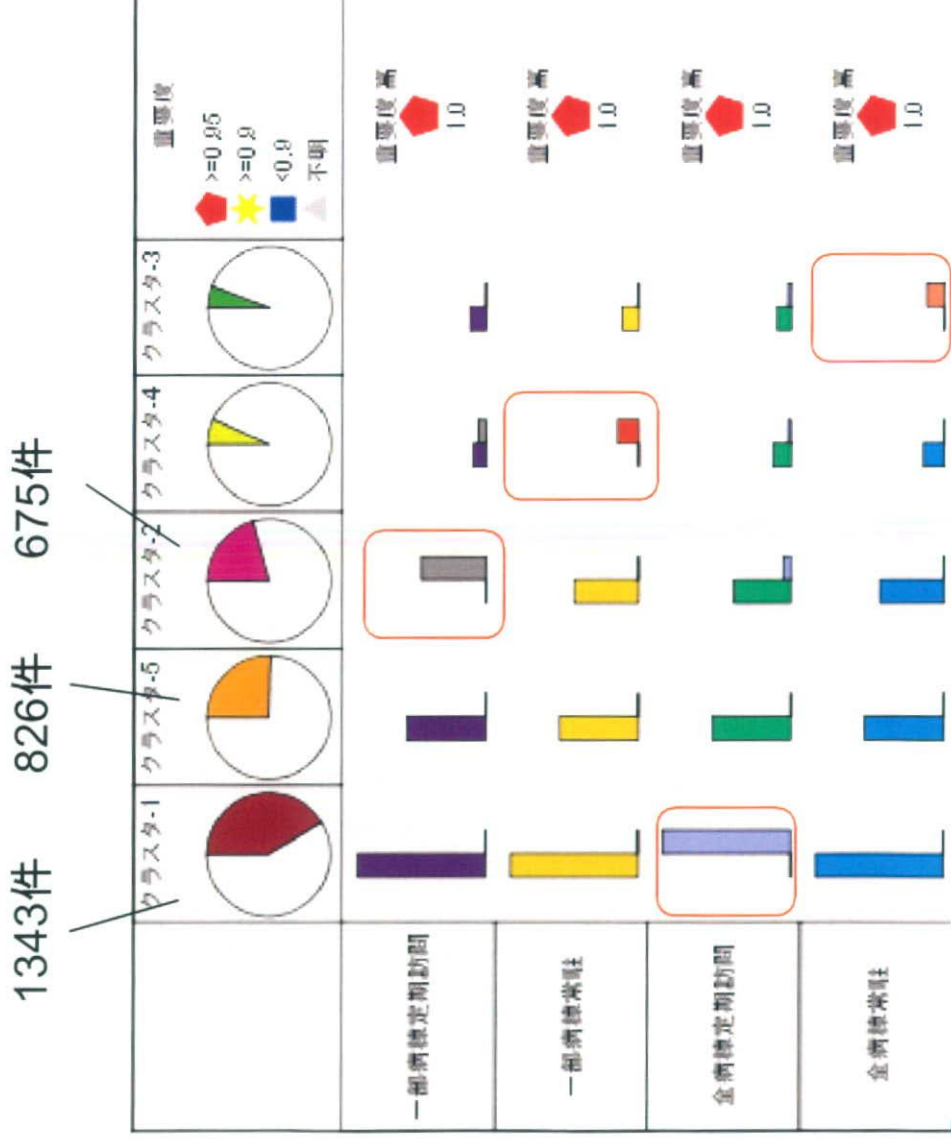 1343件
826件
675件
クラスタ-1
クラスタ-5
クラスタ-2
クラスタ-4
クラスタ-3
重要度
>=0.95
>=0.9
<0.9
不明
一部病棟定期訪問
重要度 高
1.0
一部病棟常駐
重要度 高
1.0
全病棟定期訪問
重要度 高
1.0
全病棟常駐
重要度 高
1.0